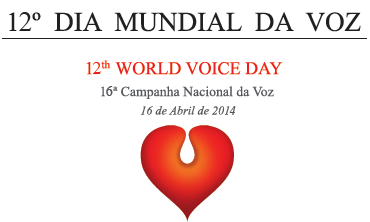 12º DIA MUNDIAL DA VOZ
12th WORLD VOICE DAY
16ª Campanha Nacional da Voz
16 de Abril de 2014